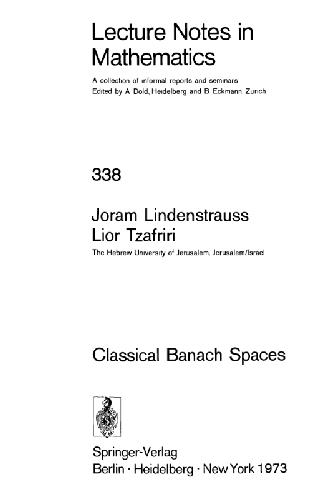 Lecture Notes in
Mathematics
A collection of informal reports and seminars
Edited by A Dold, Heidelberg and B Eckmann Zurich
338
Joram Lindenstrauss
Lior Tzafriri
The Hebrew University of Jerusalem, Jerusalem/Israel
Classical Banach Spaces
Springer-Verlag
Berlin · Heidelberg · New York 1973